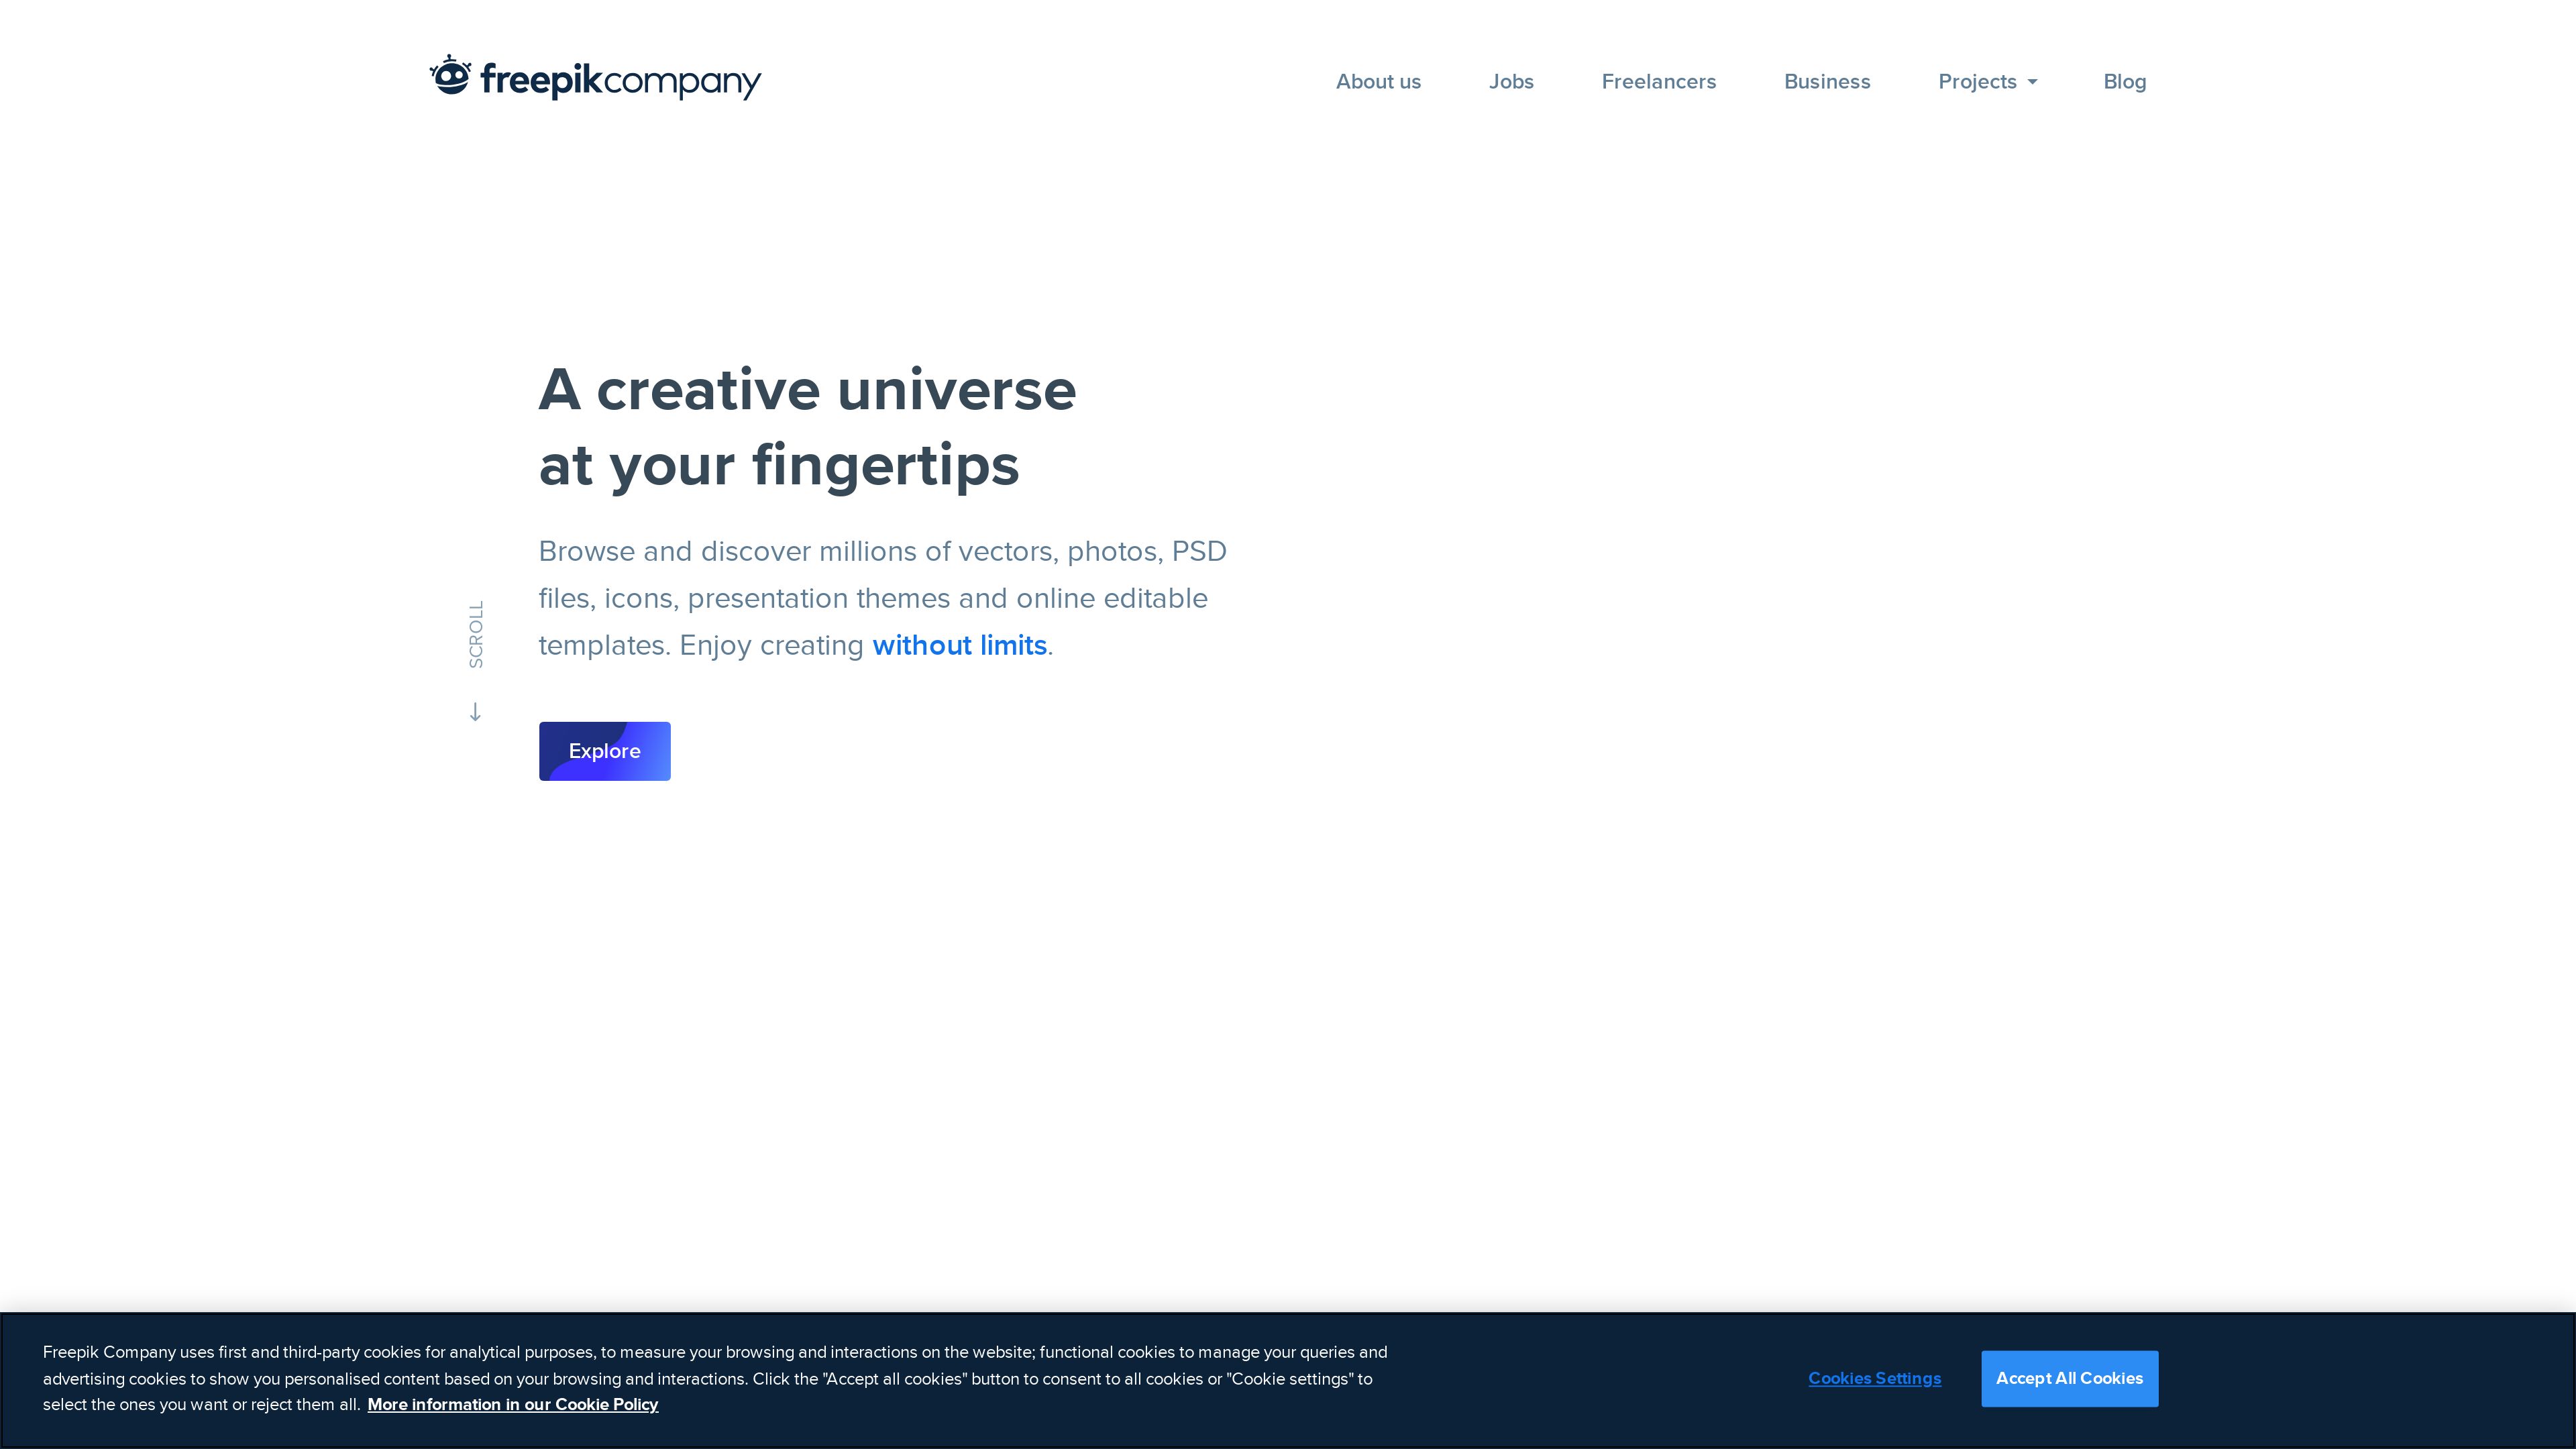 freepikcompany
About us
Jobs
Freelancers
Business
Projects
Blog
A creative universe
at your fingertips
Browse and discover millions of vectors, photos, PSD
files, icons, presentation themes and online editable
templates. Enjoy creating without limits.
SCROLL
Explore
Freepik Company uses first and third-party cookies for analytical purposes, to measure your browsing and interactions on the website; functional cookies to manage your queries and
advertising cookies to show you personalised content based on your browsing and interactions. Click the "Accept all cookies" button to consent to all cookies or "Cookie settings" to
select the ones you want or reject them all. More information in our Cookie Policy
Cookies Settings
Accept All Cookies